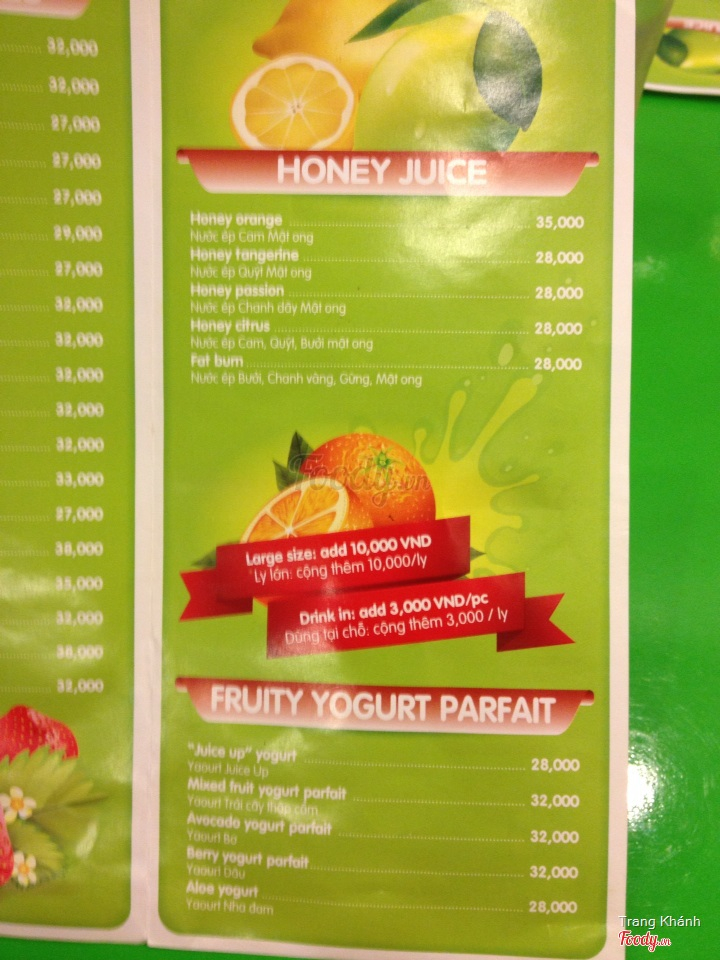 32,000
32,000
27,000
27,000
27,000
29,000
27,000
32,000
32,000
32,000
32,000
32,000
33,000
27,000
38,000
35,000
32,000
38,000
32,000
HONEY JUICE
Honey orange 35,000
Nước ép Cam Mật ong
Honey tangerine 28,000
Nước ép Quýt Mật ong
Honey passion 28,000
Nước ép Chanh dây Mật ong
Honey citrus 28,000
Nước ép Cam, Quýt, Bưởi mật ong
Fat burn 28,000
Nước ép Bưởi, Chanh vàng, Gừng, Mật ong
Foody.vn
Large size: add 10,000 VND
Ly lớn: cộng thêm 10,000/ly
Drink in: add 3,000 VND/pc
Dùng tại chỗ: cộng thêm 3,000 / ly
FRUITY YOGURT PARFAIT
"Juice up" yogurt 28,000
Yaourt Juice Up
Mixed fruit yogurt parfait 32,000
Yaourt Trái cây thập cẩm
Avocado yogurt parfait 32,000
Yaourt Bơ
Berry yogurt parfait 32,000
Yaourt Dâu
Aloe yogurt 28,000
Yaourt Nha đam
Trang Khánh
Foody.vn